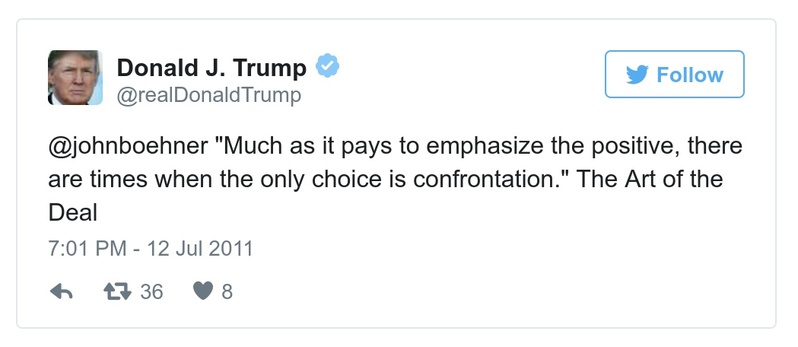 Donald J. Trump
@realDonaldTrump
Follow
@johnboehner "Much as it pays to emphasize the positive, there
are times when the only choice is confrontation." The Art of the
Deal
7:01 PM - 12 Jul 2011
36 8